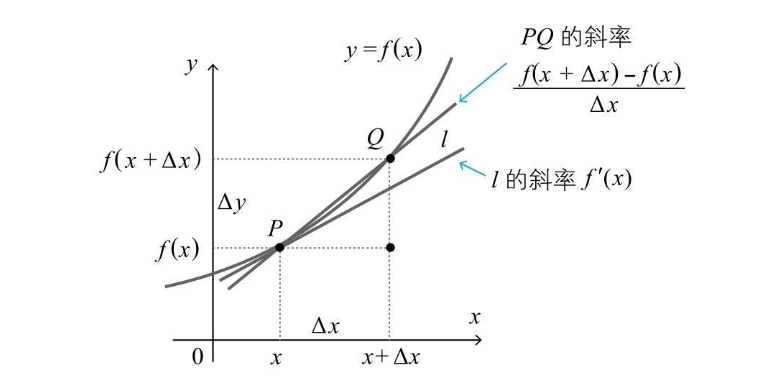 y = f(x)
PQ 的斜率
f(x + Δx) – f(x)
Δx
y
Q
l
f(x + Δx)
l 的斜率 f′(x)
Δy
P
f(x)
Δx
x
0
x
x + Δx